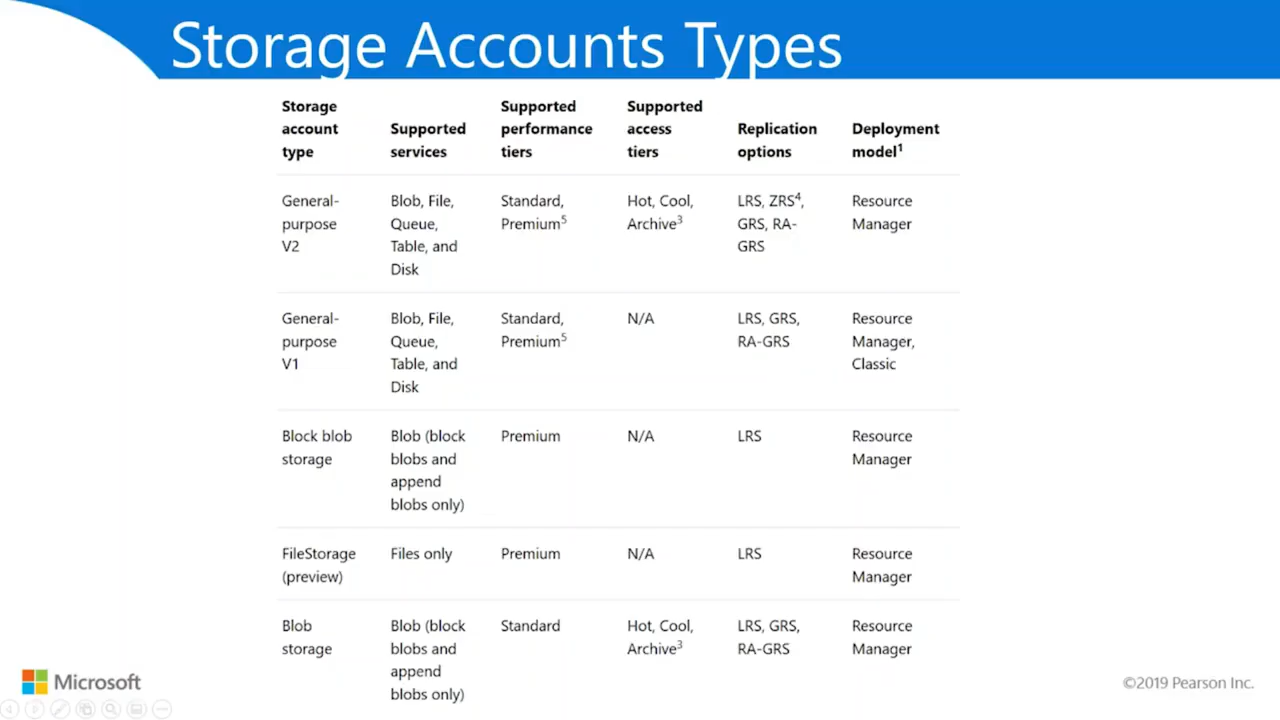 Storage Accounts Types
Storage
account
type
Supported
services
Supported
performance
tiers
Supported
access
tiers
Replication
options
Deployment
model¹
General-
purpose
V2
Blob, File,
Queue,
Table, and
Disk
Standard,
Premium⁵
Hot, Cool,
Archive³
LRS, ZRS⁴,
GRS, RA-
GRS
Resource
Manager
General-
purpose
V1
Blob, File,
Queue,
Table, and
Disk
Standard,
Premium⁵
N/A
LRS, GRS,
RA-GRS
Resource
Manager,
Classic
Block blob
storage
Blob (block
blobs and
append
blobs only)
Premium
N/A
LRS
Resource
Manager
FileStorage
(preview)
Files only
Premium
N/A
LRS
Resource
Manager
Blob
storage
Blob (block
blobs and
append
blobs only)
Standard
Hot, Cool,
Archive³
LRS, GRS,
RA-GRS
Resource
Manager
Microsoft
©2019 Pearson Inc.